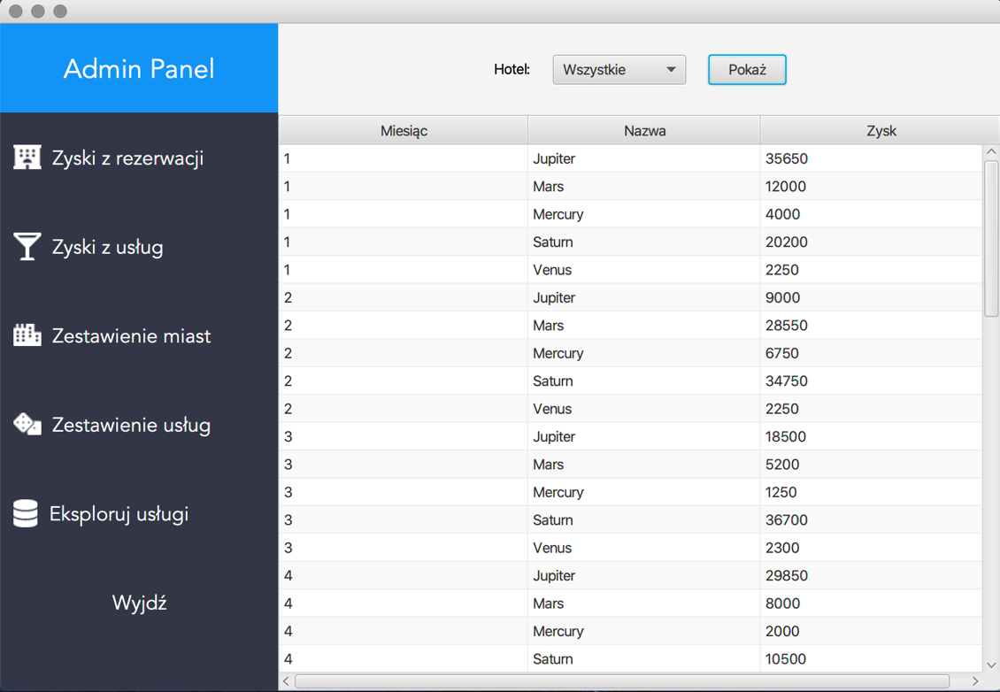 Admin Panel
Zyski z rezerwacji
Zyski z usług
Zestawienie miast
Zestawienie usług
Eksploruj usługi
Wyjdź
Hotel: Wszystkie Pokaż
Miesiąc Nazwa Zysk
1 Jupiter 35650
1 Mars 12000
1 Mercury 4000
1 Saturn 20200
1 Venus 2250
2 Jupiter 9000
2 Mars 28550
2 Mercury 6750
2 Saturn 34750
2 Venus 2250
3 Jupiter 18500
3 Mars 5200
3 Mercury 1250
3 Saturn 36700
3 Venus 2300
4 Jupiter 29850
4 Mars 8000
4 Mercury 2000
4 Saturn 10500